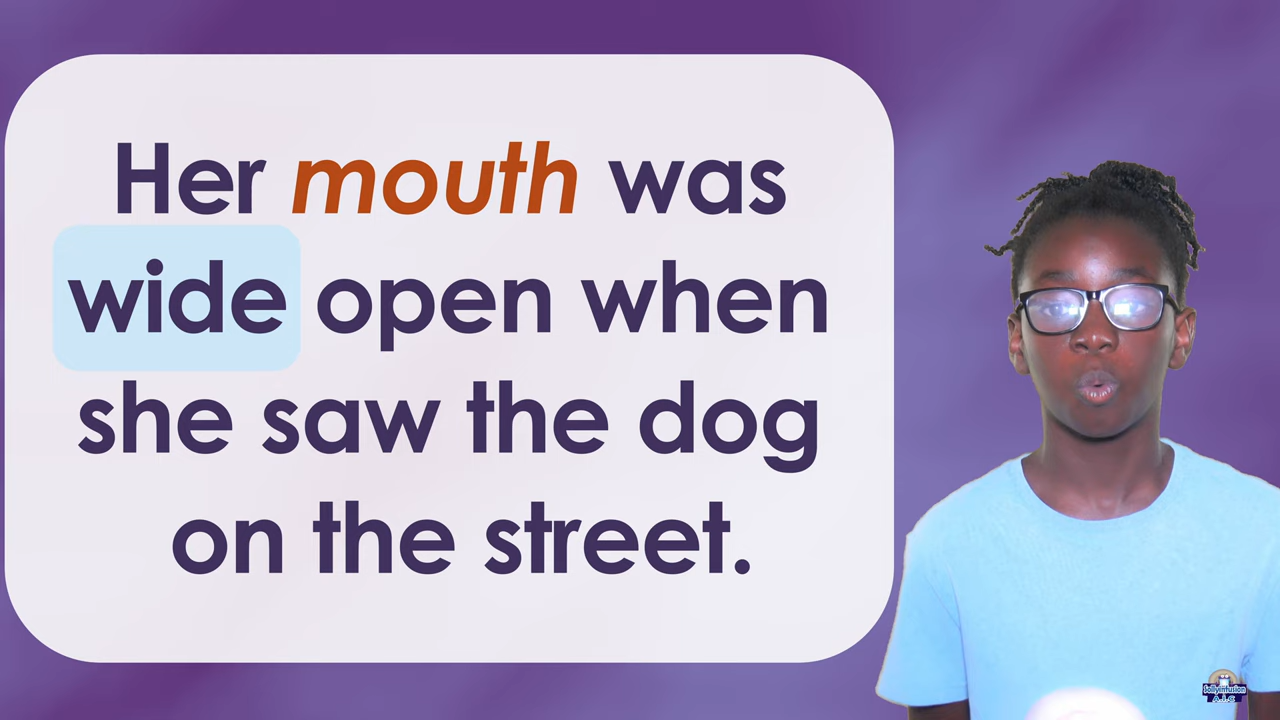 Her mouth was
wide open when
she saw the dog
on the street.